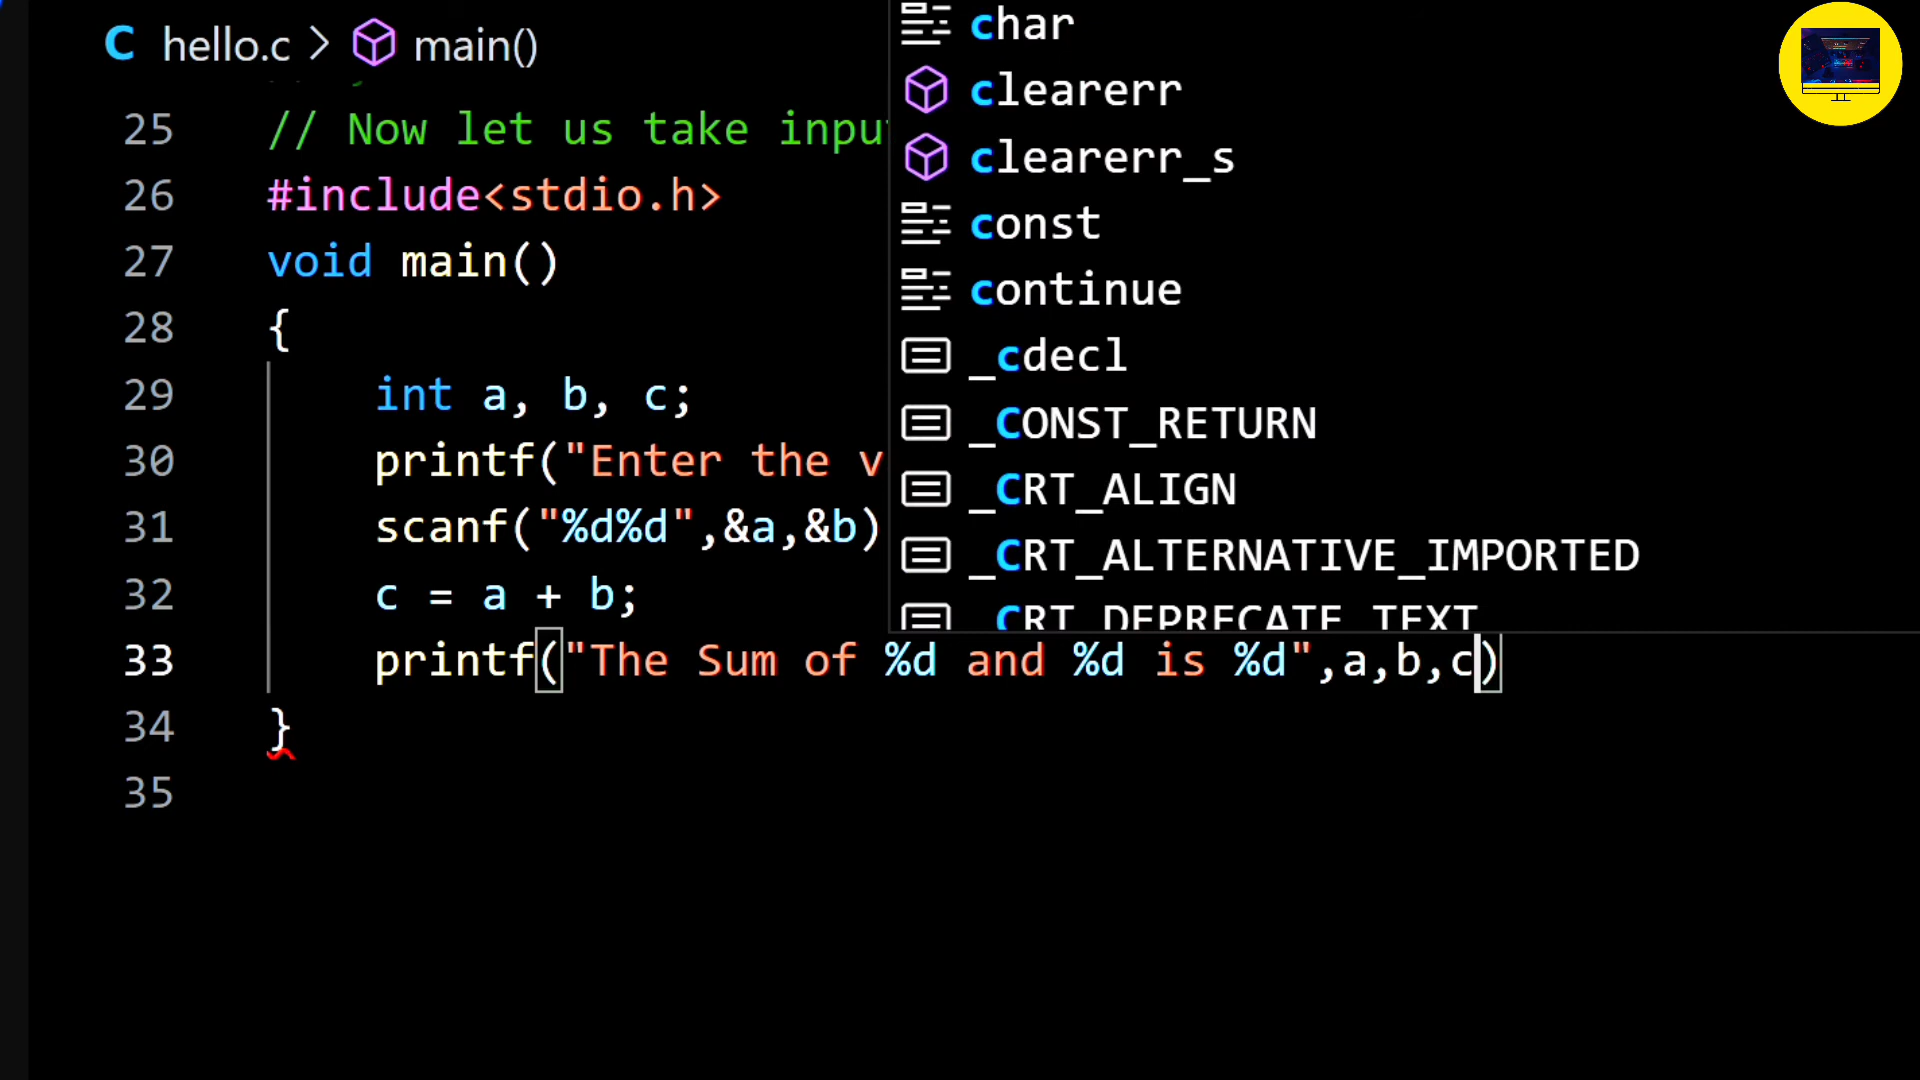 C hello.c > main()
25 // Now let us take
26 #include<stdio.h>
27 void main()
28 {
29 int a, b, c;
30 printf("Enter the
31 scanf("%d%d",&a,&b)
32 c = a + b;
33 printf("The Sum of %d and %d is %d",a,b,c)
34 }
35
char
clearerr
clearerr_s
const
continue
_cdecl
_CONST_RETURN
_CRT_ALIGN
_CRT_ALTERNATIVE_IMPORTED
_CRT_DEPRECATE_TEXT